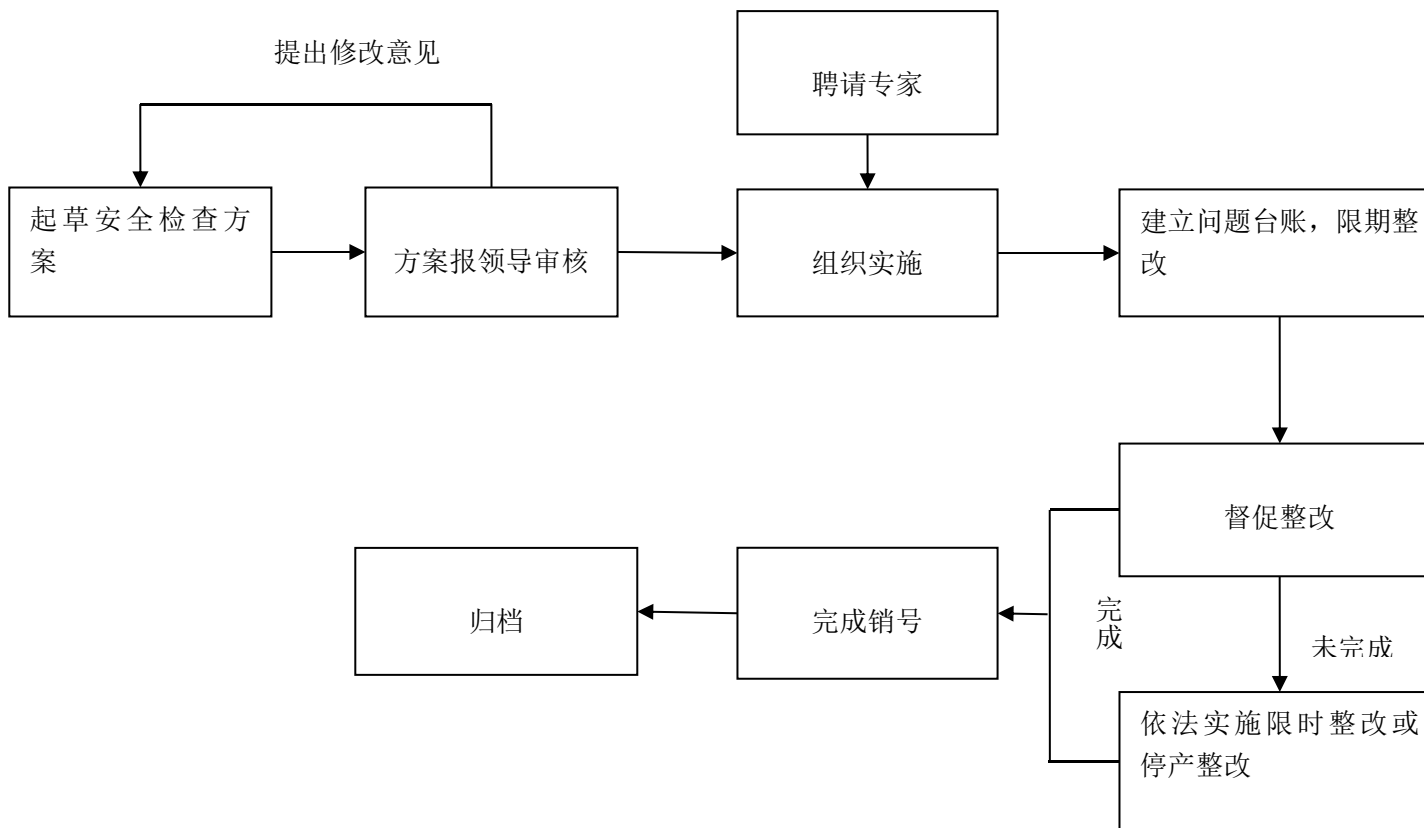 提出修改意见
聘请专家
起草安全检查方
案
方案报领导审核
组织实施
建立问题台账，限期整
改
督促整改
归档
完成销号
完
成
未完成
依法实施限时整改或
停产整改